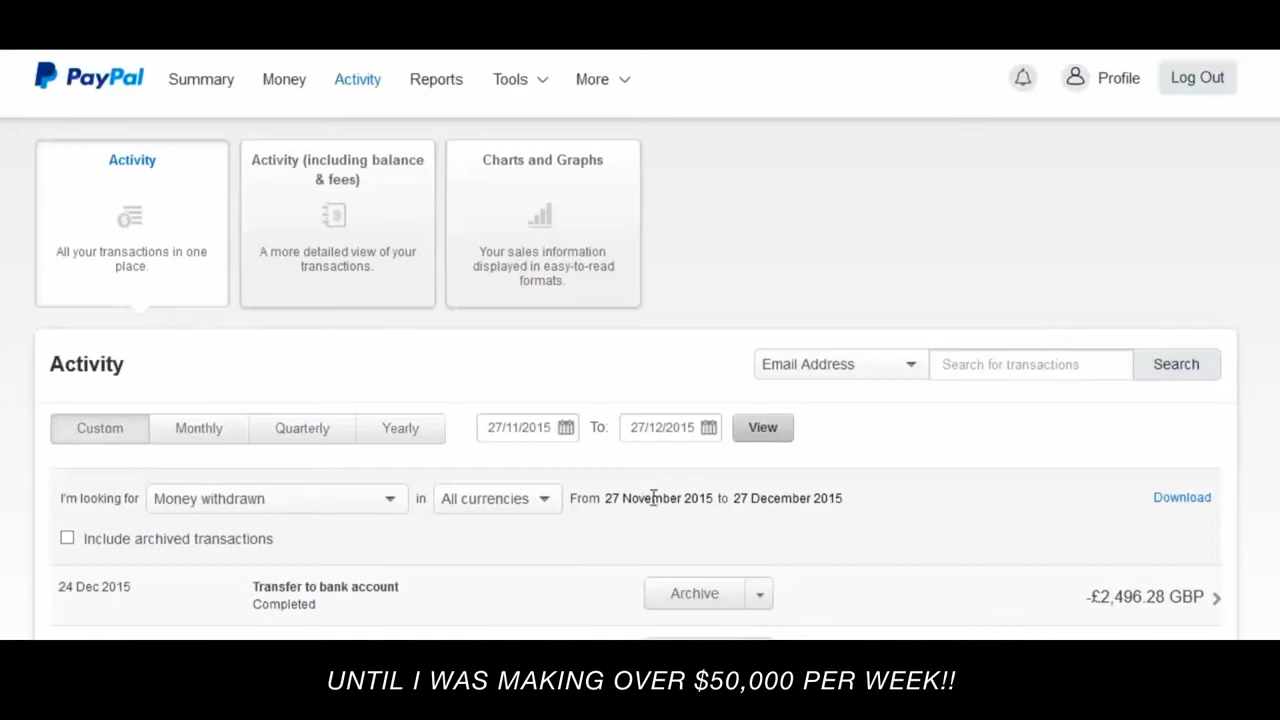 PayPal Summary Money Activity Reports Tools More Profile Log Out
Activity
All your transactions in one
place.
Activity (including balance
& fees)
A more detailed view of your
transactions.
Charts and Graphs
Your sales information
displayed in easy-to-read
formats.
Activity
Email Address Search for transactions Search
Custom Monthly Quarterly Yearly 27/11/2015 To: 27/12/2015 View
I'm looking for Money withdrawn in All currencies From 27 November 2015 to 27 December 2015 Download
Include archived transactions
24 Dec 2015 Transfer to bank account Archive -£2,496.28 GBP
Completed
UNTIL I WAS MAKING OVER $50,000 PER WEEK!!